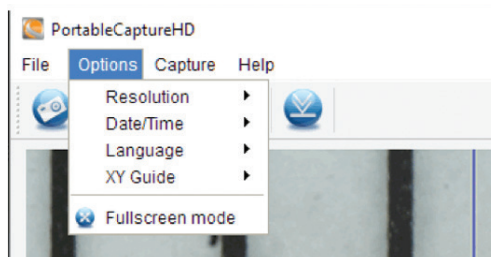 PortableCaptureHD
File Options Capture Help
Resolution
Date/Time
Language
XY Guide
Fullscreen mode